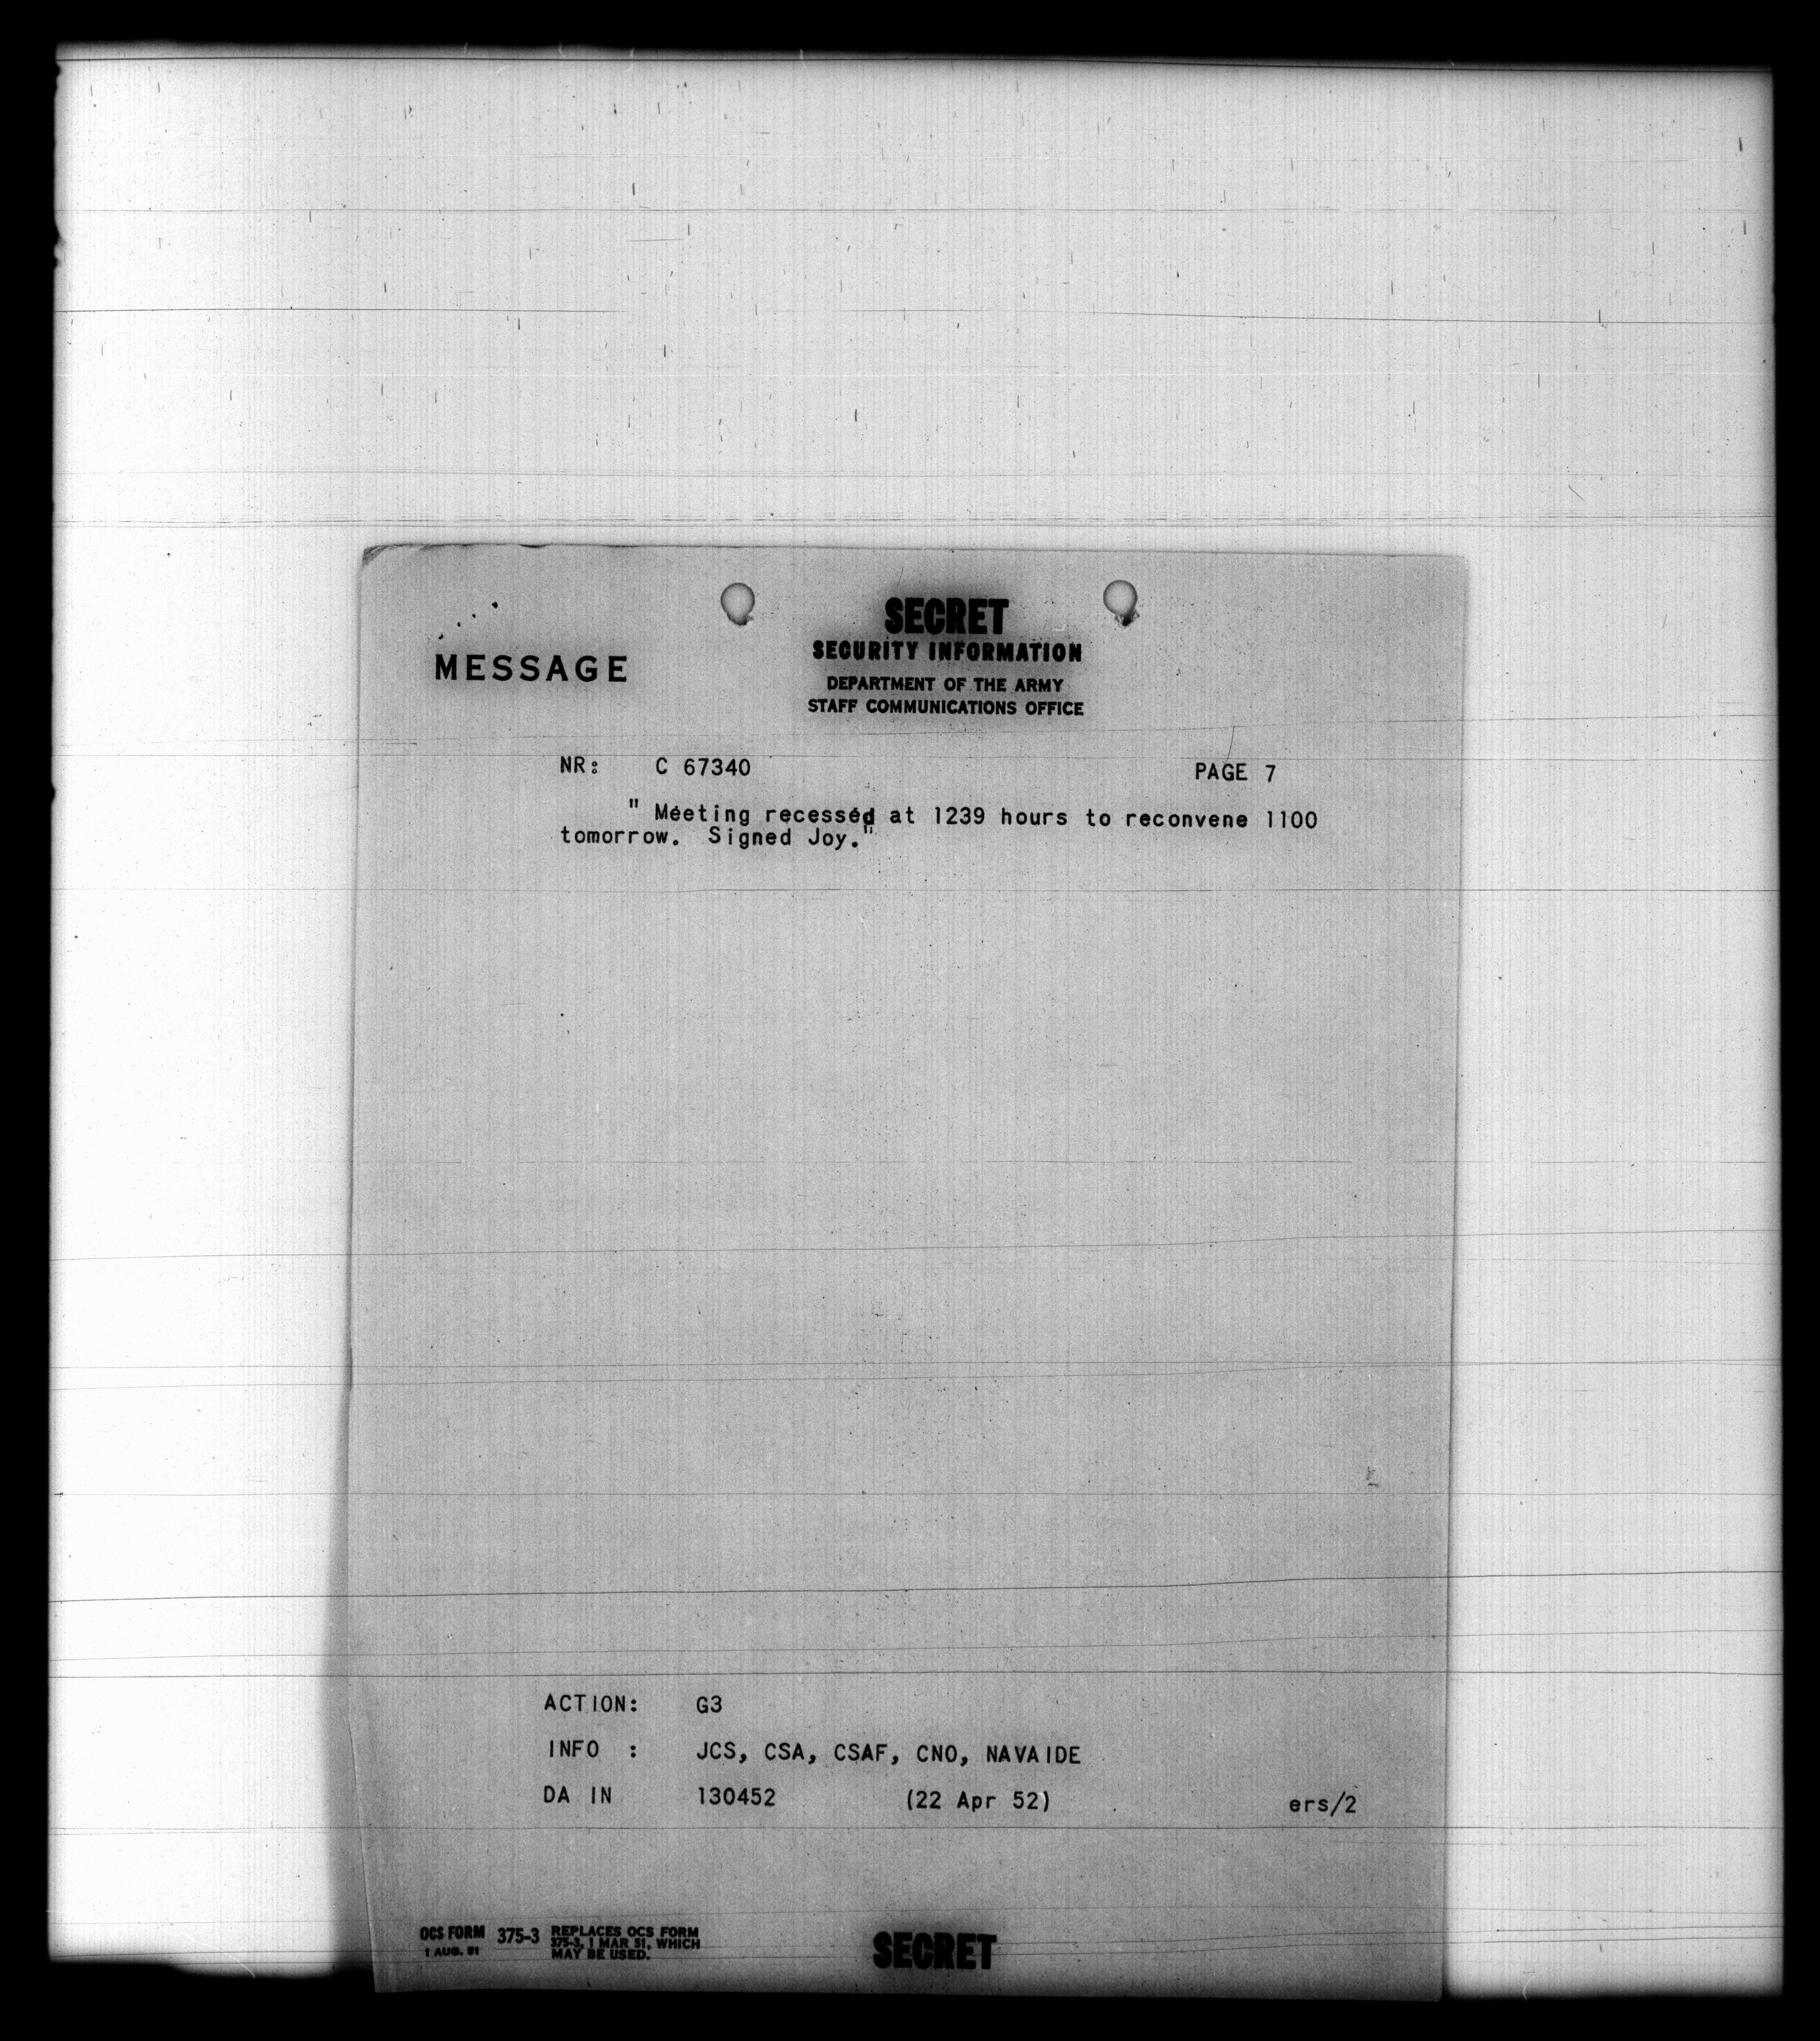 SECRET
SECURITY INFORMATION
MESSAGE
DEPARTMENT OF THE ARMY
STAFF COMMUNICATIONS OFFICE
NR: C 67340 PAGE 7
" Meeting recessed at 1239 hours to reconvene 1100
tomorrow. Signed Joy."
ACTION: G3
INFO : JCS, CSA, CSAF, CNO, NAVAIDE
DA IN 130452 (22 Apr 52) ers/2
OCS FORM 375-3 REPLACES OCS FORM
1 AUG. 51 375-3, 1 MAR 51, WHICH
MAY BE USED.
SECRET